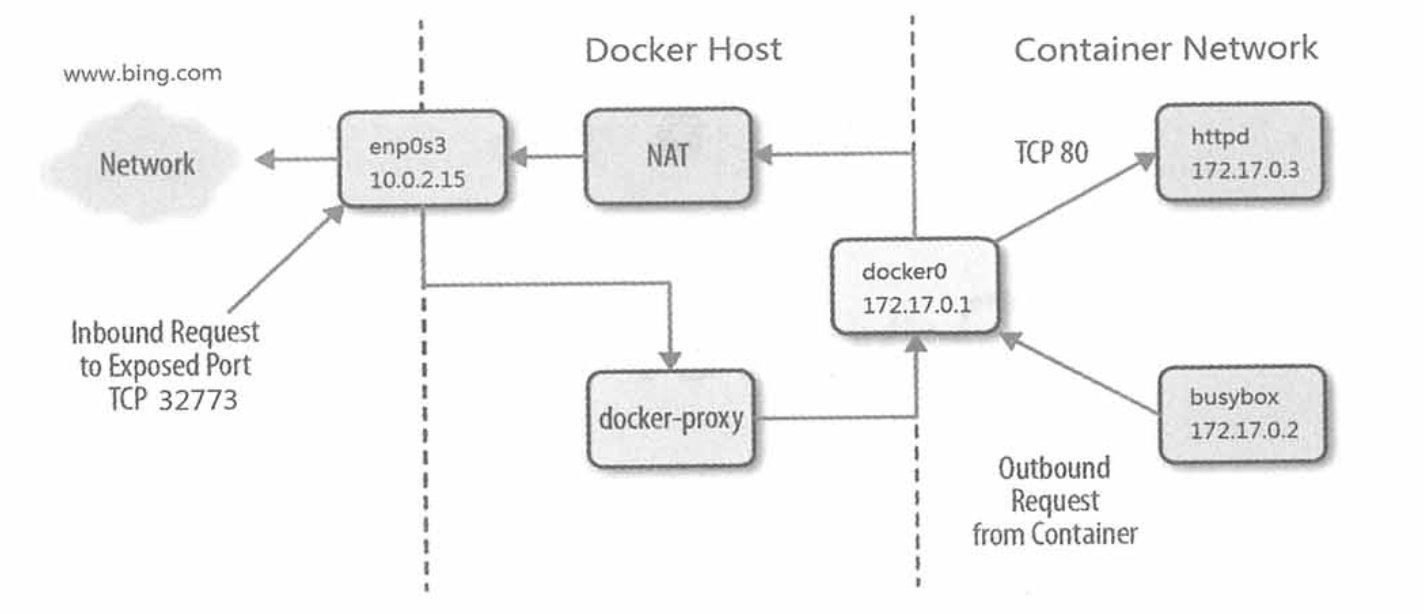 Docker Host
Container Network
www.bing.com
Network
enp0s3
10.0.2.15
NAT
TCP 80
httpd
172.17.0.3
docker0
172.17.0.1
Inbound Request
to Exposed Port
TCP 32773
docker-proxy
busybox
172.17.0.2
Outbound
Request
from Container